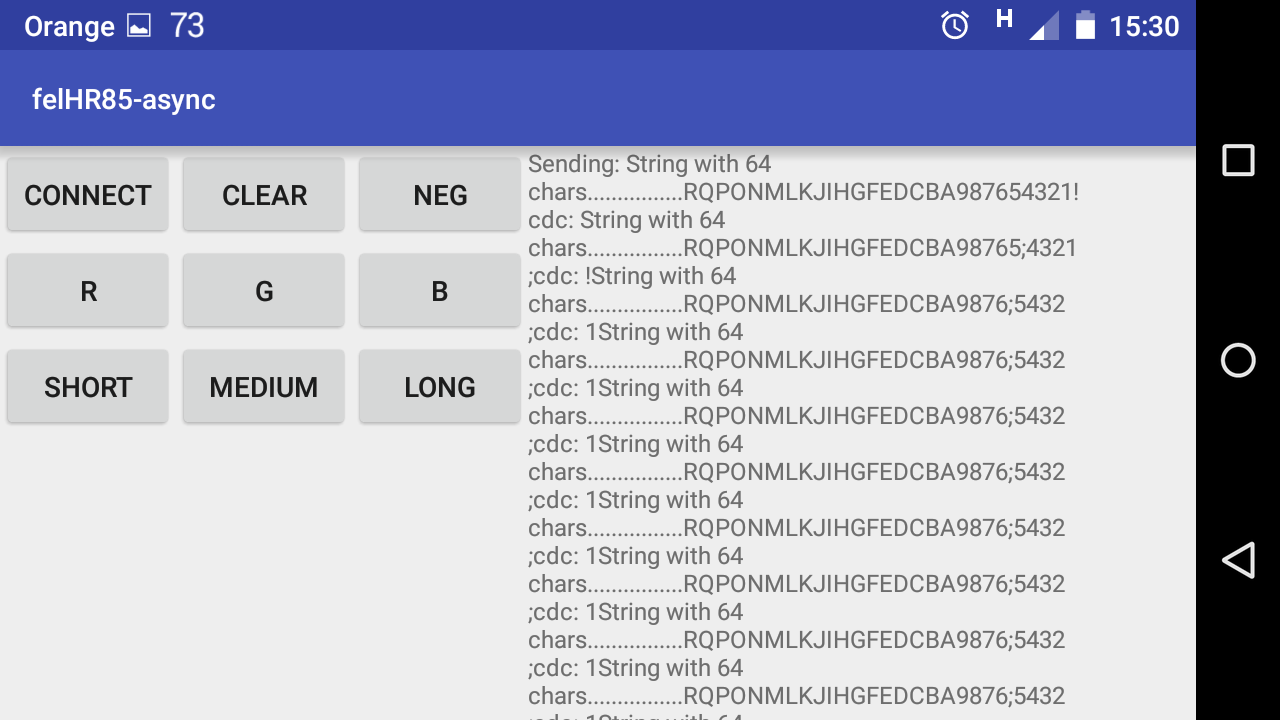 Orange 73 H 15:30
felHR85-async
CONNECT CLEAR NEG
R G B
SHORT MEDIUM LONG
Sending: String with 64
chars................RQPONMLKJIHGFEDCBA987654321!
cdc: String with 64
chars................RQPONMLKJIHGFEDCBA98765;4321
;cdc: !String with 64
chars................RQPONMLKJIHGFEDCBA9876;5432
;cdc: 1String with 64
chars................RQPONMLKJIHGFEDCBA9876;5432
;cdc: 1String with 64
chars................RQPONMLKJIHGFEDCBA9876;5432
;cdc: 1String with 64
chars................RQPONMLKJIHGFEDCBA9876;5432
;cdc: 1String with 64
chars................RQPONMLKJIHGFEDCBA9876;5432
;cdc: 1String with 64
chars................RQPONMLKJIHGFEDCBA9876;5432
;cdc: 1String with 64
chars................RQPONMLKJIHGFEDCBA9876;5432
;cdc: 1String with 64
chars................RQPONMLKJIHGFEDCBA9876;5432
;cdc: 1String with 64